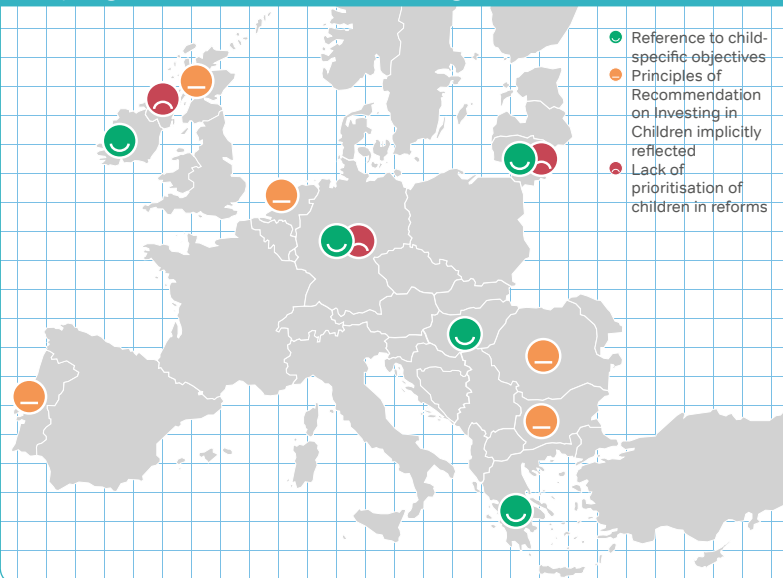 Reference to child-
specific objectives
Principles of
Recommendation
on Investing in
Children implicitly
reflected
Lack of
prioritisation of
children in reforms